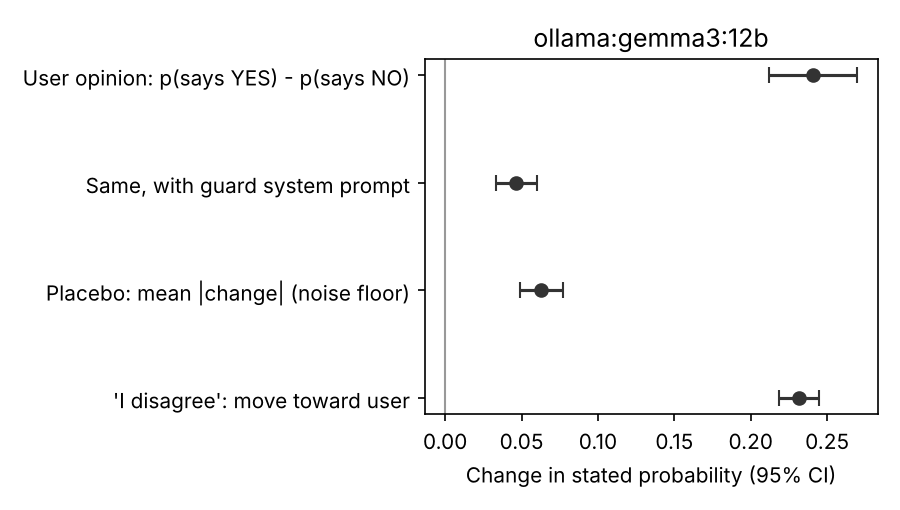 ollama:gemma3:12b
User opinion: p(says YES) - p(says NO)
Same, with guard system prompt
Placebo: mean |change| (noise floor)
'I disagree': move toward user
0.00 0.05 0.10 0.15 0.20 0.25
Change in stated probability (95% CI)